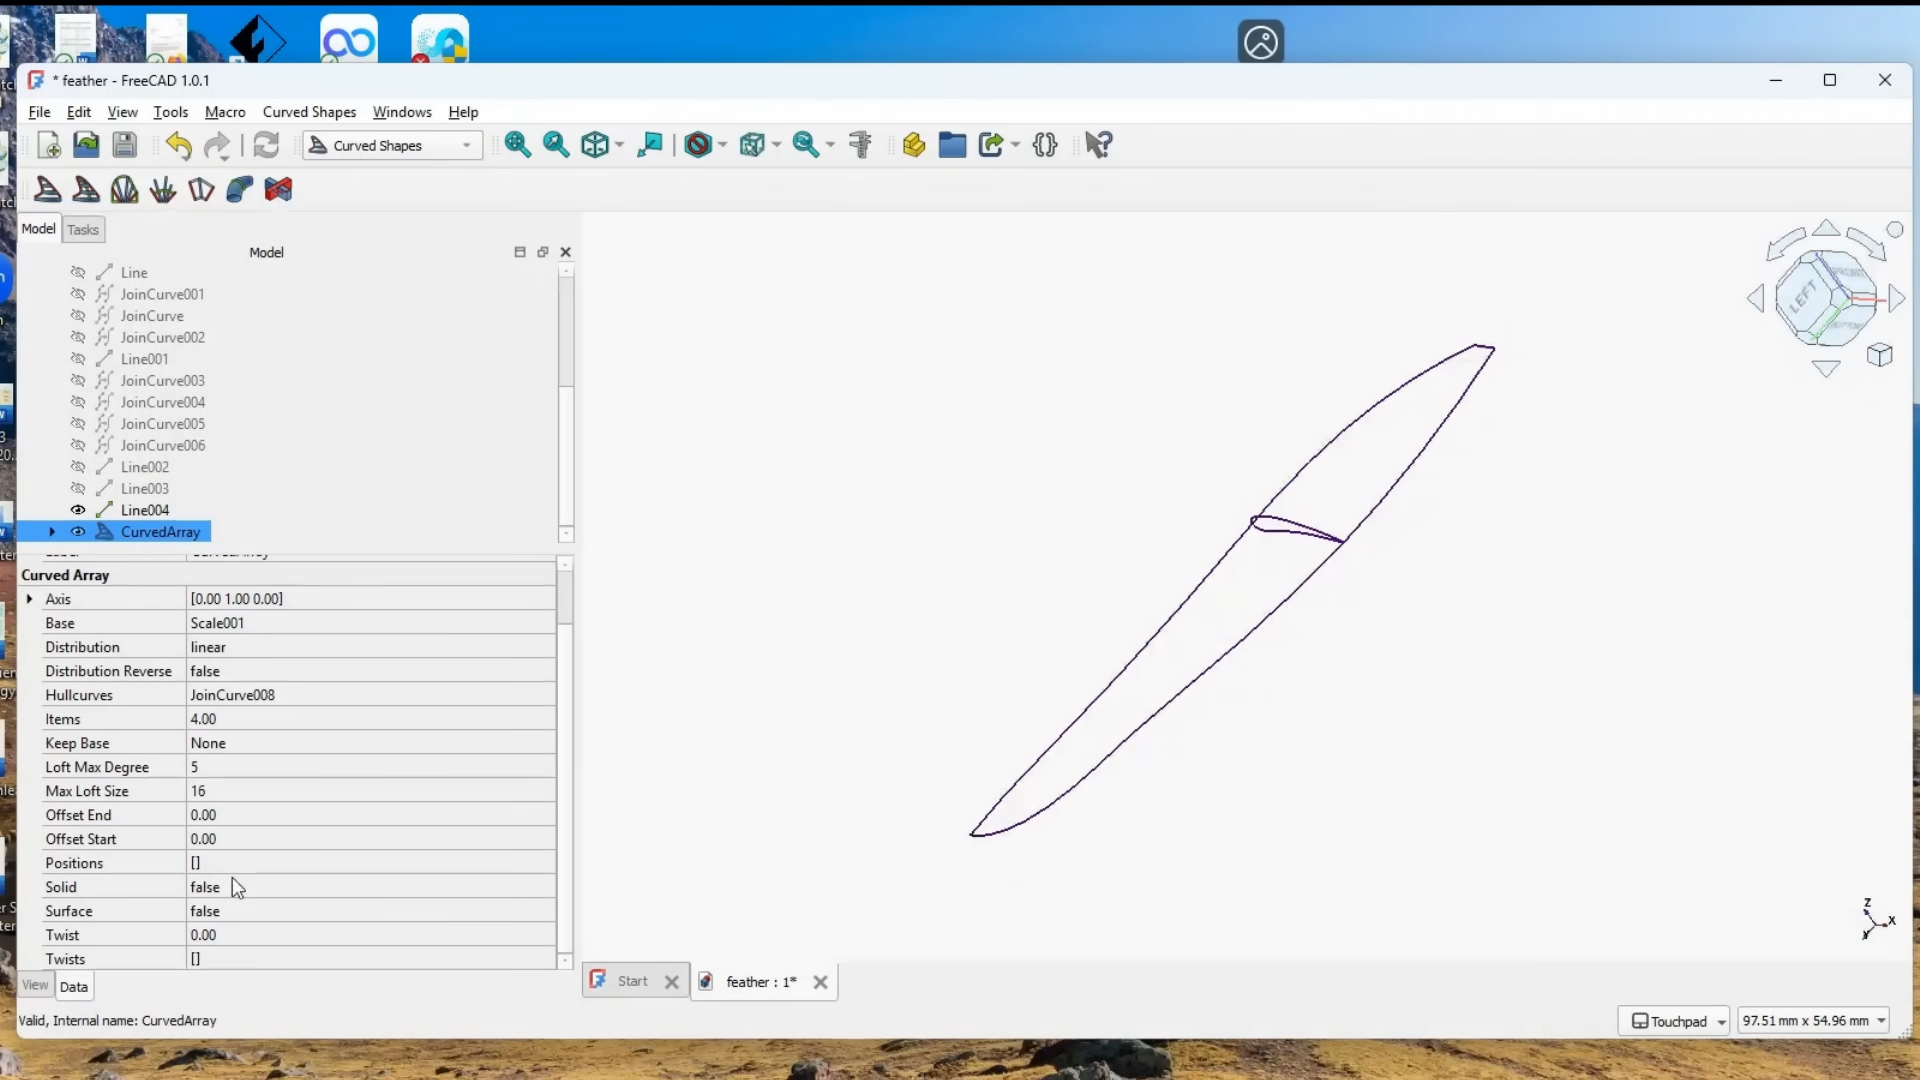 * feather - FreeCAD 1.0.1
File Edit View Tools Macro Curved Shapes Windows Help
Curved Shapes
Model Tasks
Model
Line
JoinCurve001
JoinCurve
JoinCurve002
Line001
JoinCurve003
JoinCurve004
JoinCurve005
JoinCurve006
Line002
Line003
Line004
CurvedArray
Curved Array
Axis [0.00 1.00 0.00]
Base Scale001
Distribution linear
Distribution Reverse false
Hullcurves JoinCurve008
Items 4.00
Keep Base None
Loft Max Degree 5
Max Loft Size 16
Offset End 0.00
Offset Start 0.00
Positions []
Solid false
Surface false
Twist 0.00
Twists []
View Data
Start
feather : 1*
LEFT
Z
X
Y
Valid, Internal name: CurvedArray
Touchpad
97.51 mm x 54.96 mm